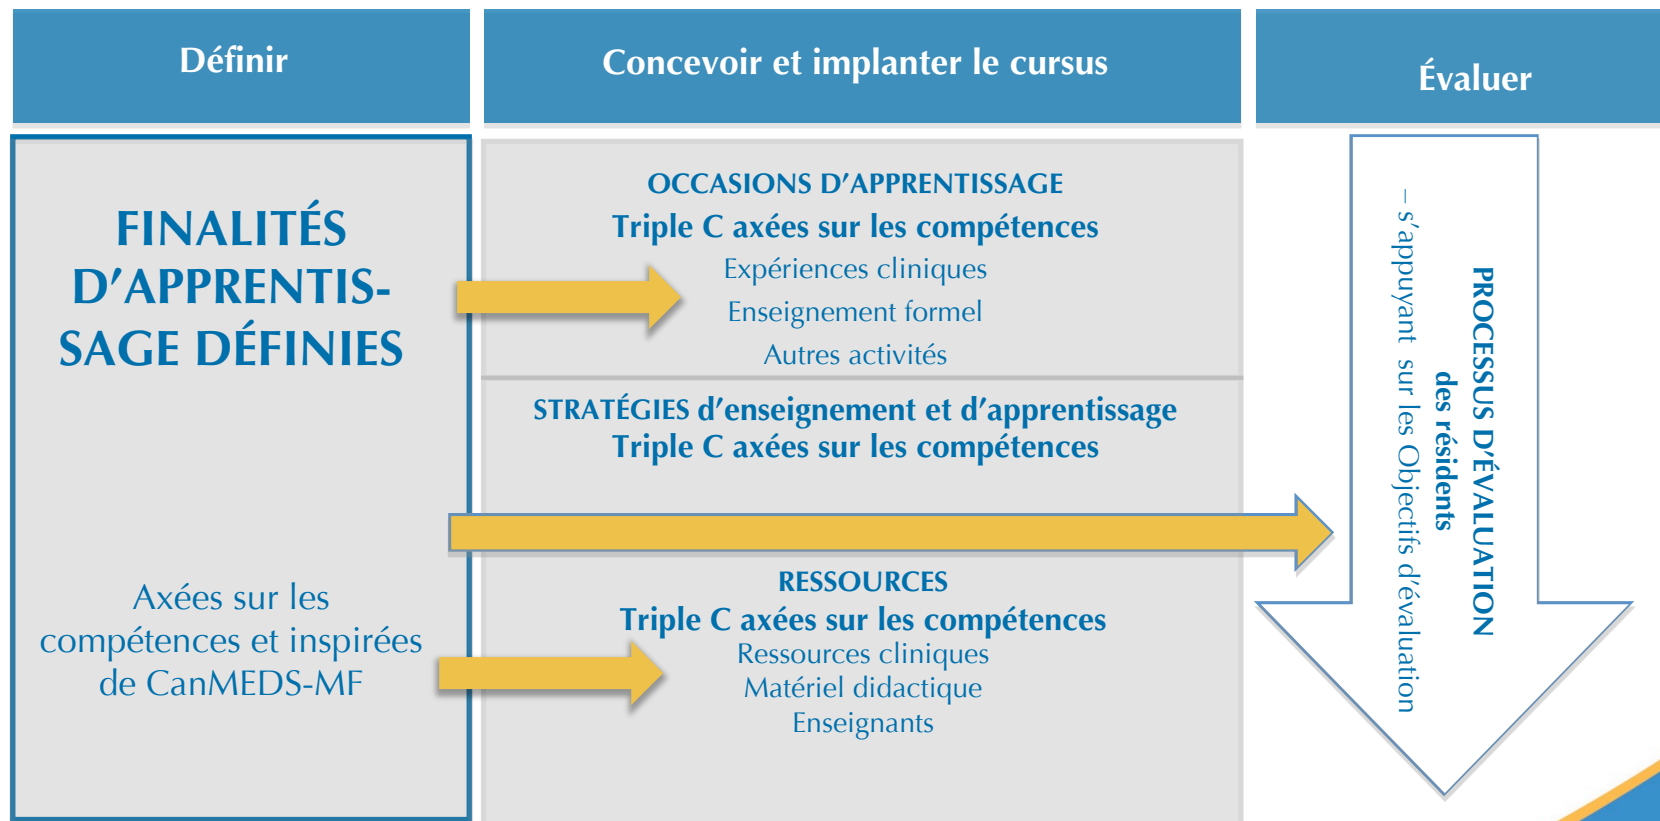 Définir
Concevoir et implanter le cursus
Évaluer
FINALITÉS
D’APPRENTIS-
SAGE DÉFINIES
Axées sur les
compétences et inspirées
de CanMEDS-MF
OCCASIONS D’APPRENTISSAGE
Triple C axées sur les compétences
Expériences cliniques
Enseignement formel
Autres activités
STRATÉGIES d’enseignement et d’apprentissage
Triple C axées sur les compétences
RESSOURCES
Triple C axées sur les compétences
Ressources cliniques
Matériel didactique
Enseignants
PROCESSUS D’ÉVALUATION
des résidents
– s’appuyant sur les Objectifs d’évaluation